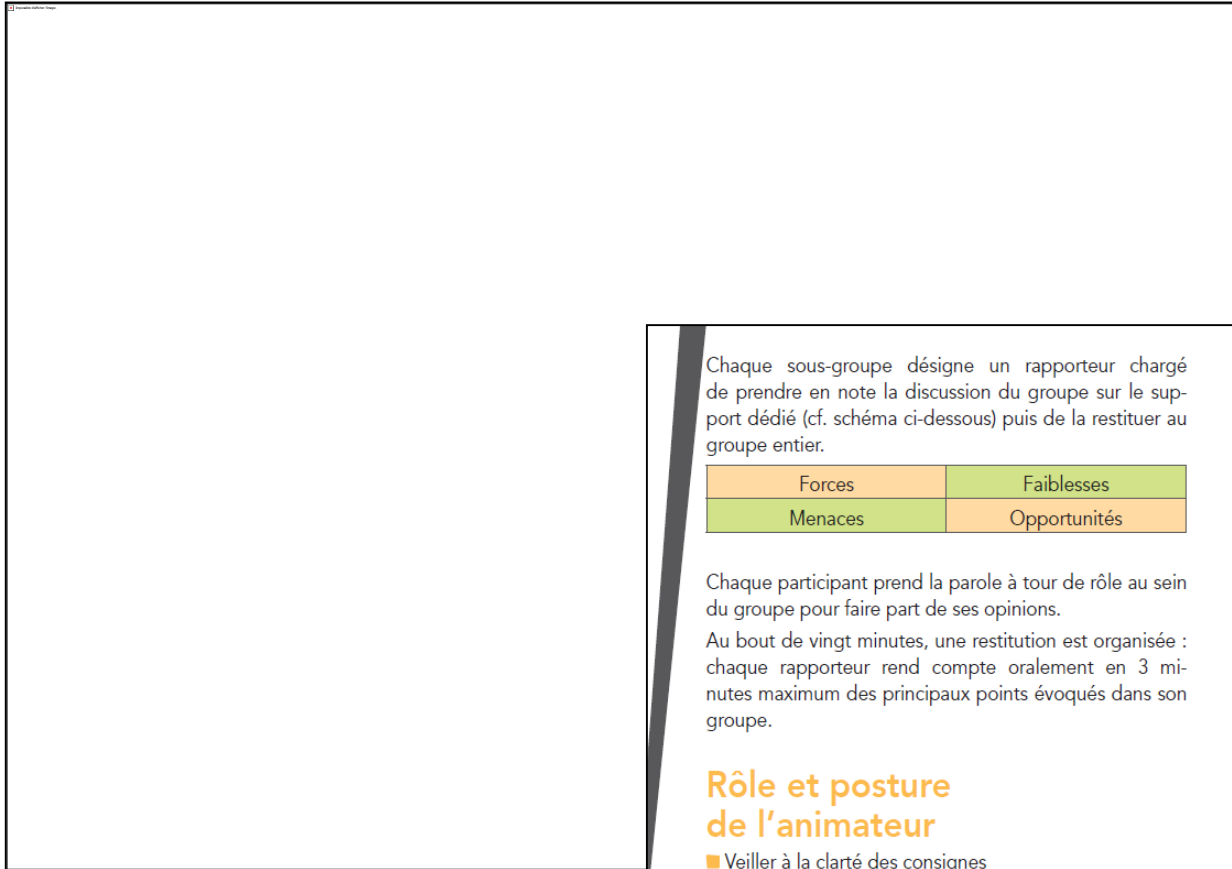 Chaque sous-groupe désigne un rapporteur chargé
de prendre en note la discussion du groupe sur le sup-
port dédié (cf. schéma ci-dessous) puis de la restituer au
groupe entier.
Forces Faiblesses
Menaces Opportunités
Chaque participant prend la parole à tour de rôle au sein
du groupe pour faire part de ses opinions.
Au bout de vingt minutes, une restitution est organisée :
chaque rapporteur rend compte oralement en 3 mi-
nutes maximum des principaux points évoqués dans son
groupe.
Rôle et posture
de l'animateur
Veiller à la clarté des consignes